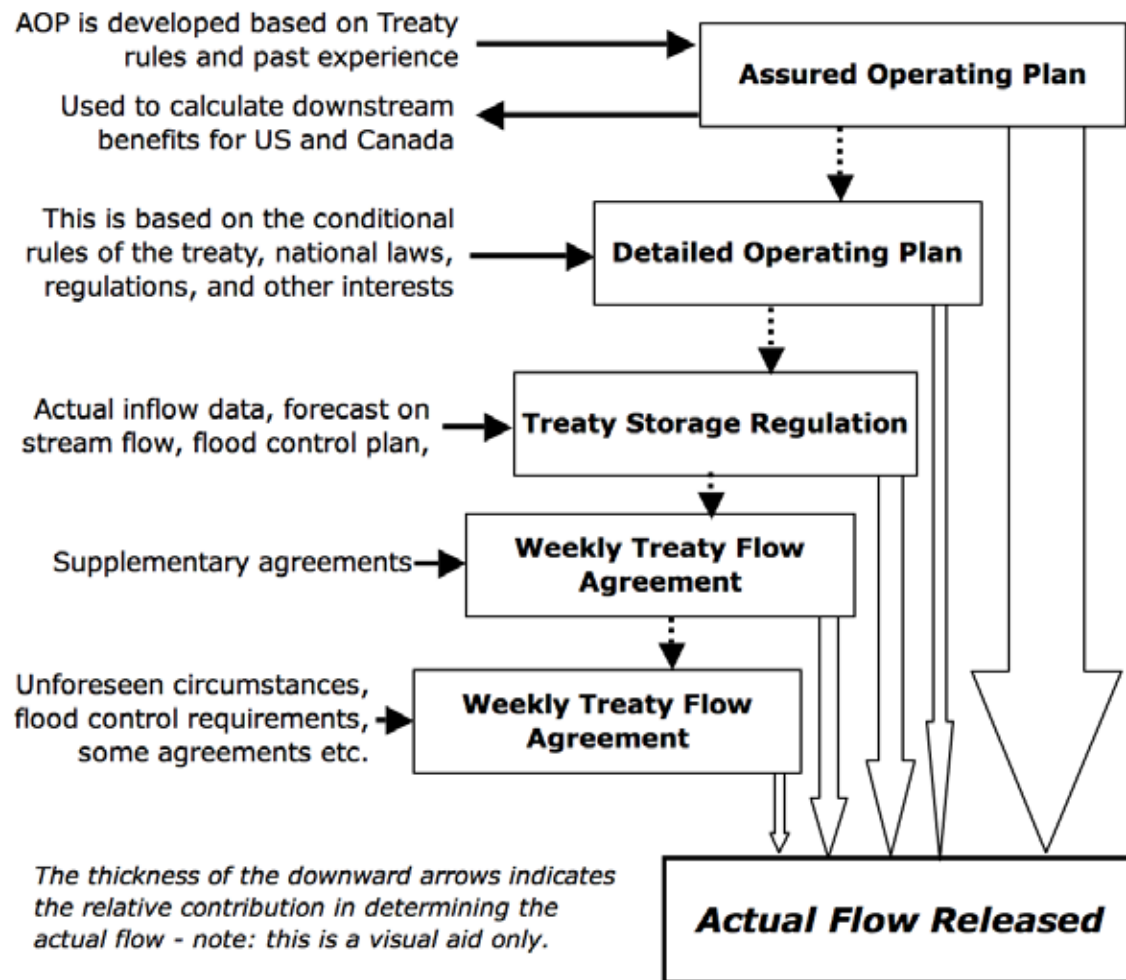 AOP is developed based on Treaty
rules and past experience
Assured Operating Plan
Used to calculate downstream
benefits for US and Canada
This is based on the conditional
rules of the treaty, national laws,
regulations, and other interests
Detailed Operating Plan
Actual inflow data, forecast on
stream flow, flood control plan,
Treaty Storage Regulation
Supplementary agreements
Weekly Treaty Flow
Agreement
Unforeseen circumstances,
flood control requirements,
some agreements etc.
Weekly Treaty Flow
Agreement
The thickness of the downward arrows indicates
the relative contribution in determining the
actual flow - note: this is a visual aid only.
Actual Flow Released